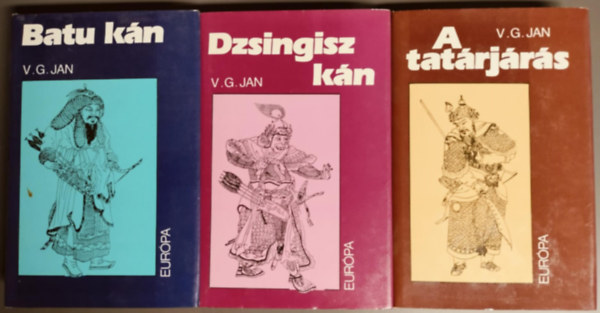 Batu kán
V.G. JAN
EURÓPA
Dzsingisz
kán
V.G. JAN
EURÓPA
A
V.G. JAN
tatárjárás
EURÓPA